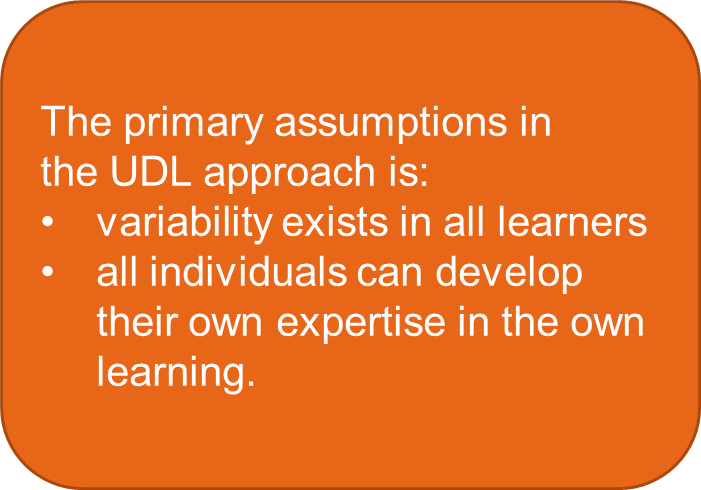 The primary assumptions in
the UDL approach is:
• variability exists in all learners
• all individuals can develop
their own expertise in the own
learning.